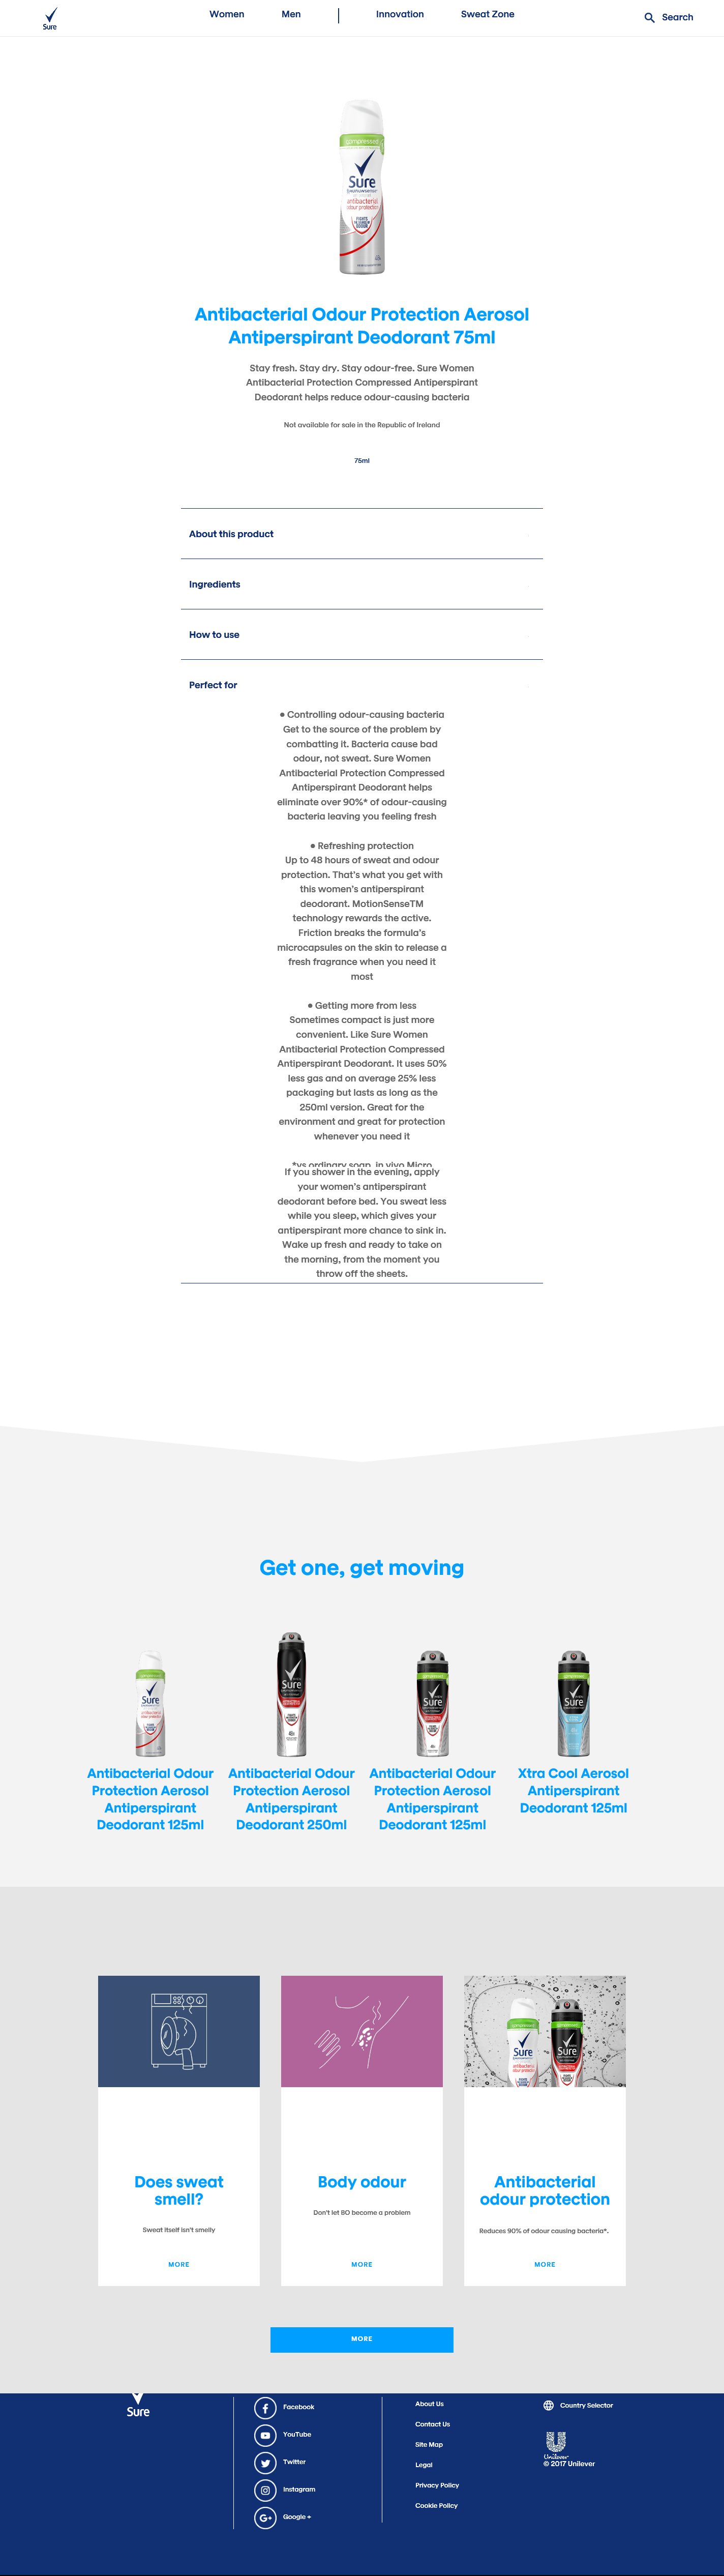 Sure
Women
Men
Innovation
Sweat Zone
Search
compressed
Sure
antibacterial
odour protection
FIGHTS
ODOUR
Antibacterial Odour Protection Aerosol
Antiperspirant Deodorant 75ml
Stay fresh. Stay dry. Stay odour-free. Sure Women
Antibacterial Protection Compressed Antiperspirant
Deodorant helps reduce odour-causing bacteria
Not available for sale in the Republic of Ireland
75ml
About this product
Ingredients
How to use
Perfect for
● Controlling odour-causing bacteria
Get to the source of the problem by
combatting it. Bacteria cause bad
odour, not sweat. Sure Women
Antibacterial Protection Compressed
Antiperspirant Deodorant helps
eliminate over 90%* of odour-causing
bacteria leaving you feeling fresh
● Refreshing protection
Up to 48 hours of sweat and odour
protection. That's what you get with
this women's antiperspirant
deodorant. MotionSenseTM
technology rewards the active.
Friction breaks the formula's
microcapsules on the skin to release a
fresh fragrance when you need it
most
● Getting more from less
Sometimes compact is just more
convenient. Like Sure Women
Antibacterial Protection Compressed
Antiperspirant Deodorant. It uses 50%
less gas and on average 25% less
packaging but lasts as long as the
250ml version. Great for the
environment and great for protection
whenever you need it
*vs ordinary soap, in vivo Micro
If you shower in the evening, apply
your women's antiperspirant
deodorant before bed. You sweat less
while you sleep, which gives your
antiperspirant more chance to sink in.
Wake up fresh and ready to take on
the morning, from the moment you
throw off the sheets.
Get one, get moving
Sure
Sure
Sure
Sure
Antibacterial Odour
Protection Aerosol
Antiperspirant
Deodorant 125ml
Antibacterial Odour
Protection Aerosol
Antiperspirant
Deodorant 250ml
Antibacterial Odour
Protection Aerosol
Antiperspirant
Deodorant 125ml
Xtra Cool Aerosol
Antiperspirant
Deodorant 125ml
compressed
Sure
Sure
Does sweat
smell?
Sweat itself isn't smelly
MORE
Body odour
Don't let BO become a problem
MORE
Antibacterial
odour protection
Reduces 90% of odour causing bacteria*.
MORE
MORE
Sure
Facebook
YouTube
Twitter
Instagram
G+ Google +
About Us
Contact Us
Site Map
Legal
Privacy Policy
Cookie Policy
Country Selector
Unilever
© 2017 Unilever